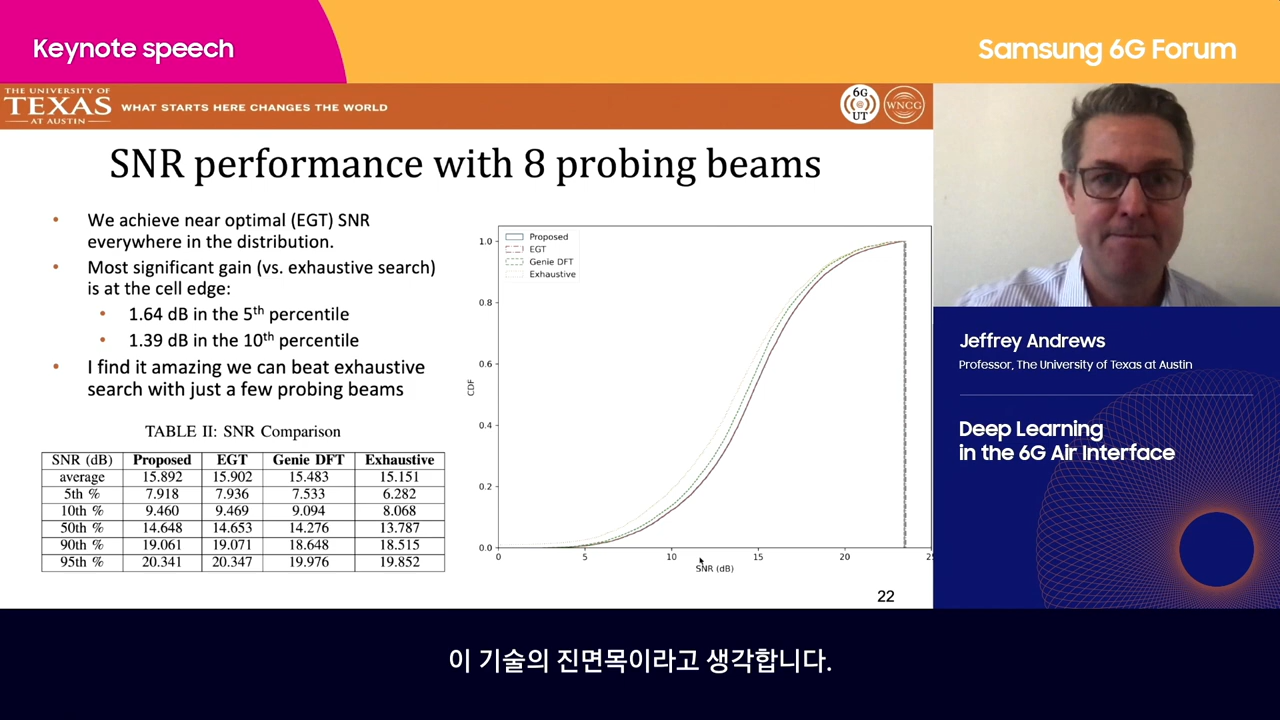 Keynote speech
Samsung 6G Forum
THE UNIVERSITY OF
TEXAS
AT AUSTIN
WHAT STARTS HERE CHANGES THE WORLD
6G
@
UT
WNCG
SNR performance with 8 probing beams
• We achieve near optimal (EGT) SNR
everywhere in the distribution.
• Most significant gain (vs. exhaustive search)
is at the cell edge:
• 1.64 dB in the 5th percentile
• 1.39 dB in the 10th percentile
• I find it amazing we can beat exhaustive
search with just a few probing beams
TABLE II: SNR Comparison
SNR (dB) Proposed EGT Genie DFT Exhaustive
average 15.892 15.902 15.483 15.151
5th % 7.918 7.936 7.533 6.282
10th % 9.460 9.469 9.094 8.068
50th % 14.648 14.653 14.276 13.787
90th % 19.061 19.071 18.648 18.515
95th % 20.341 20.347 19.976 19.852
Proposed
EGT
Genie DFT
Exhaustive
1.0
0.8
0.6
0.4
0.2
0.0
CDF
0 5 10 15 20 25
SNR (dB)
22
Jeffrey Andrews
Professor, The University of Texas at Austin
Deep Learning
in the 6G Air Interface
이 기술의 진면목이라고 생각합니다.